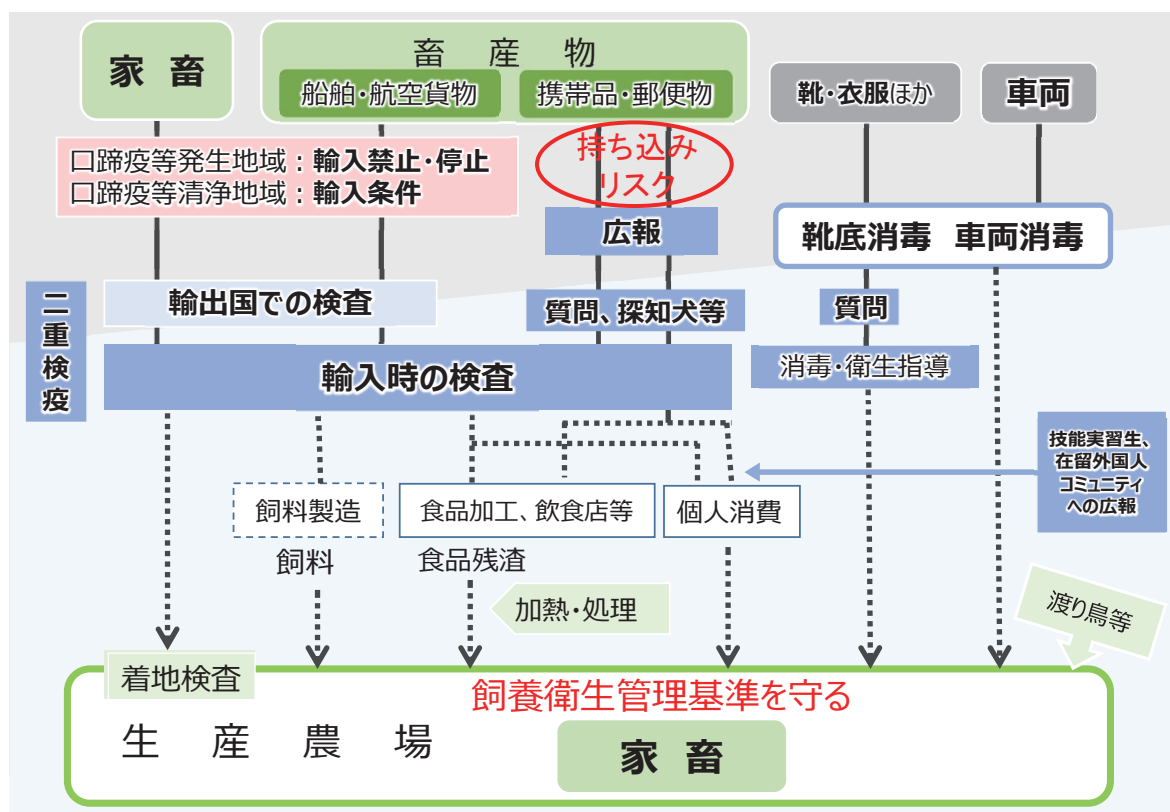 家 畜
畜 産 物
船舶・航空貨物
携帯品・郵便物
靴・衣服ほか
車両
口蹄疫等発生地域：輸入禁止・停止
口蹄疫等清浄地域：輸入条件
持ち込み
リスク
広報
靴底消毒 車両消毒
二重検疫
輸出国での検査
質問、探知犬等
質問
輸入時の検査
消毒・衛生指導
技能実習生、
在留外国人
コミュニティ
への広報
飼料製造
食品加工、飲食店等
個人消費
飼料
食品残渣
加熱・処理
渡り鳥等
着地検査
飼養衛生管理基準を守る
生 産 農 場
家 畜